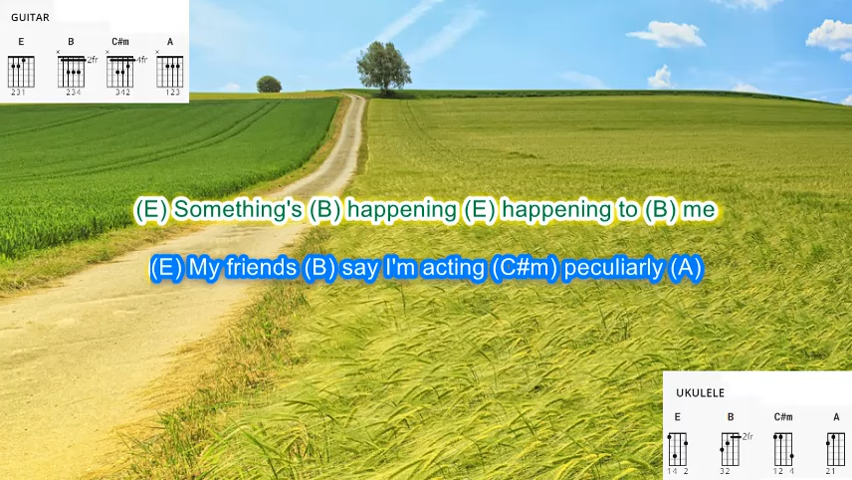 GUITAR
E B C#m A
× × × ×
2fr 4fr
231 234 342 123
(E) Something's (B) happening (E) happening to (B) me
(E) My friends (B) say I'm acting (C#m) peculiarly (A)
UKULELE
E B C#m A
2fr
14 2 32 12 4 21